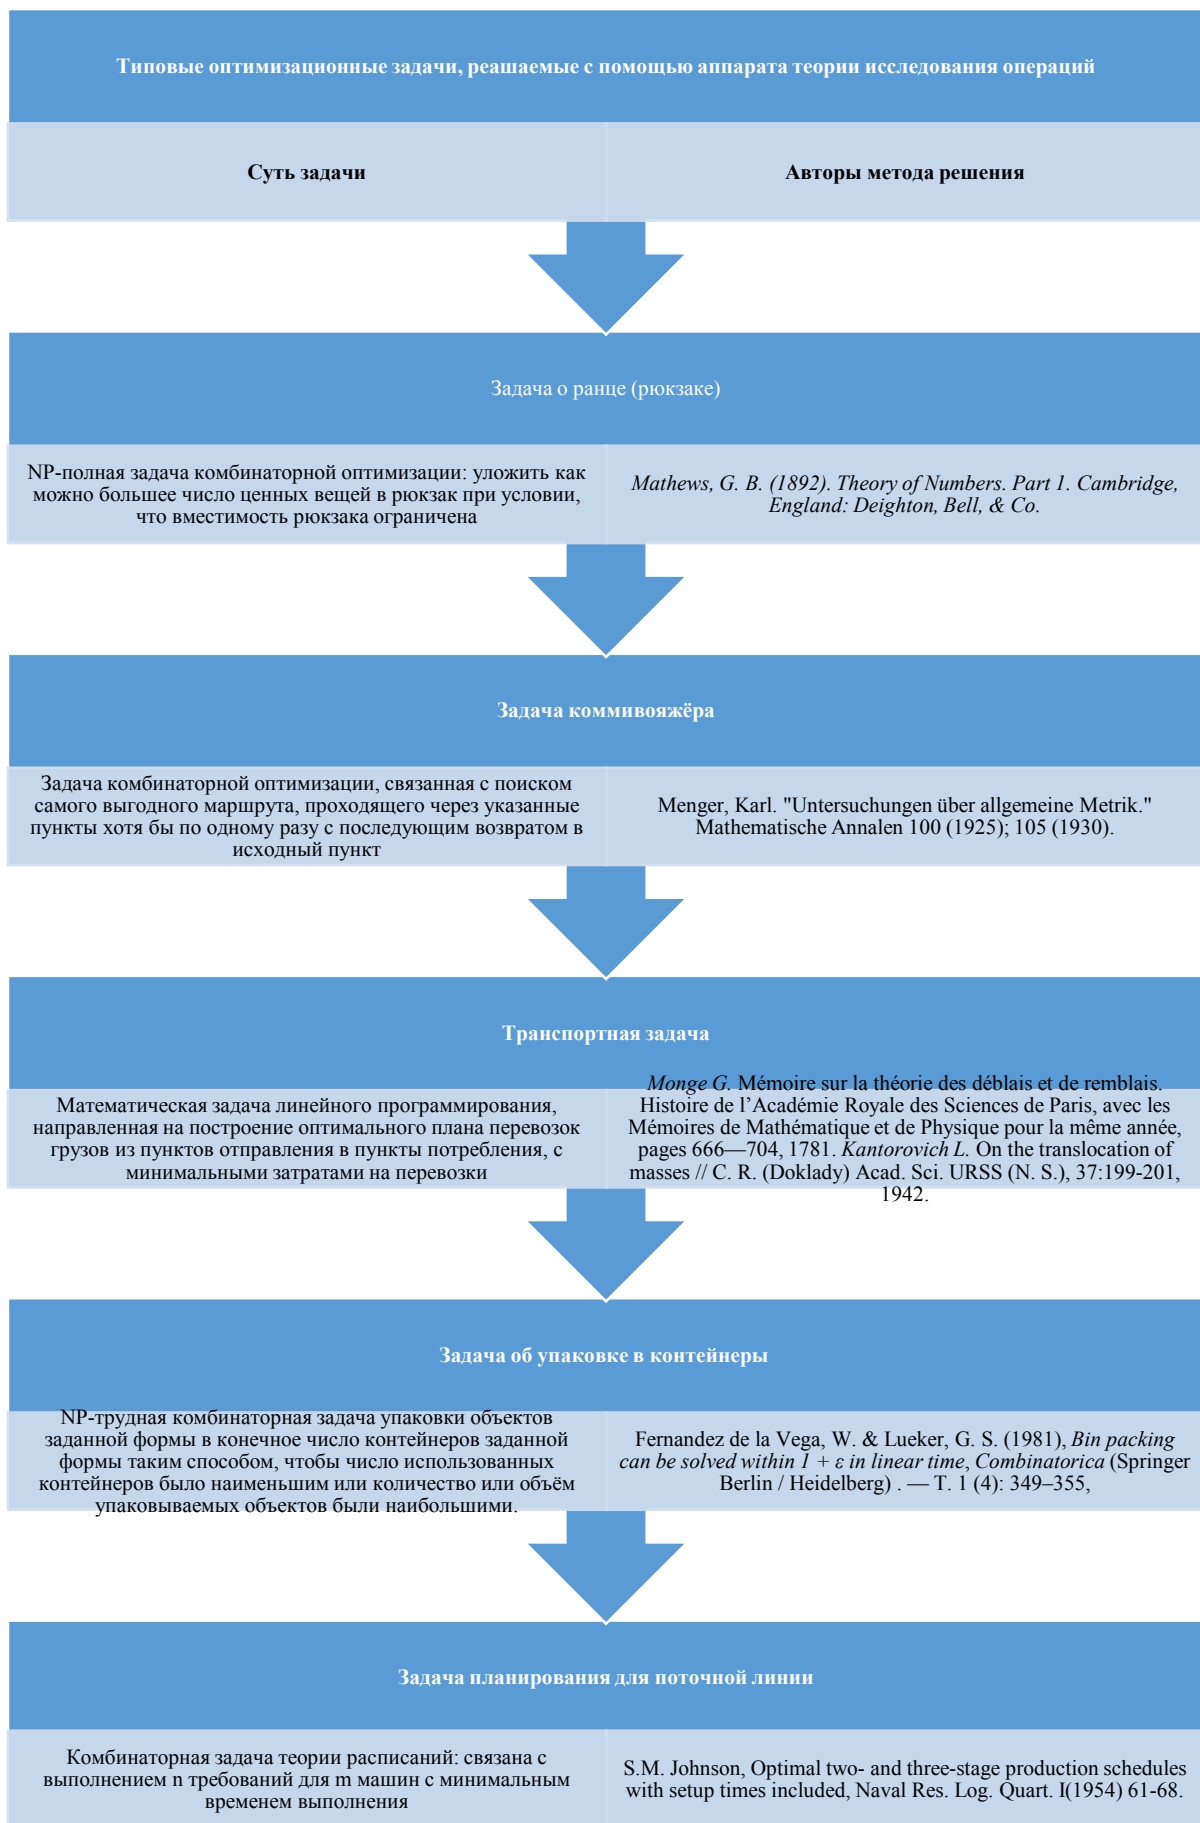 Типовые оптимизационные задачи, решаемые с помощью аппарата теории исследования операций
Суть задачи
Авторы метода решения
Задача о ранце (рюкзаке)
NP-полная задача комбинаторной оптимизации: уложить как
можно большее число ценных вещей в рюкзак при условии,
что вместимость рюкзака ограничена
Mathews, G. B. (1892). Theory of Numbers. Part 1. Cambridge,
England: Deighton, Bell, & Co.
Задача коммивояжёра
Задача комбинаторной оптимизации, связанная с поиском
самого выгодного маршрута, проходящего через указанные
пункты хотя бы по одному разу с последующим возвратом в
исходный пункт
Menger, Karl. "Untersuchungen über allgemeine Metrik."
Mathematische Annalen 100 (1925); 105 (1930).
Транспортная задача
Математическая задача линейного программирования,
направленная на построение оптимального плана перевозок
грузов из пунктов отправления в пункты потребления, с
минимальными затратами на перевозки
Monge G. Mémoire sur la théorie des déblais et de remblais.
Histoire de l’Académie Royale des Sciences de Paris, avec les
Mémoires de Mathématique et de Physique pour la même année,
pages 666—704, 1781. Kantorovich L. On the translocation of
masses // C. R. (Doklady) Acad. Sci. URSS (N. S.), 37:199-201,
1942.
Задача об упаковке в контейнеры
NP-трудная комбинаторная задача упаковки объектов
заданной формы в конечное число контейнеров заданной
формы таким способом, чтобы число использованных
контейнеров было наименьшим или количество или объём
упаковываемых объектов были наибольшими.
Fernandez de la Vega, W. & Lueker, G. S. (1981), Bin packing
can be solved within 1 + ε in linear time, Combinatorica (Springer
Berlin / Heidelberg) . — Т. 1 (4): 349–355,
Задача планирования для поточной линии
Комбинаторная задача теории расписаний: связана с
выполнением n требований для m машин с минимальным
временем выполнения
S.M. Johnson, Optimal two- and three-stage production schedules
with setup times included, Naval Res. Log. Quart. I(1954) 61-68.